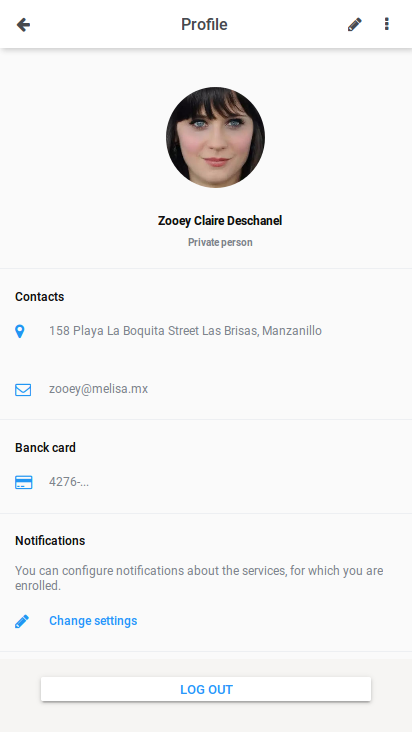 Profile
Zooey Claire Deschanel
Private person
Contacts
158 Playa La Boquita Street Las Brisas, Manzanillo
zooey@melisa.mx
Banck card
4276-...
Notifications
You can configure notifications about the services, for which you are
enrolled.
Change settings
LOG OUT